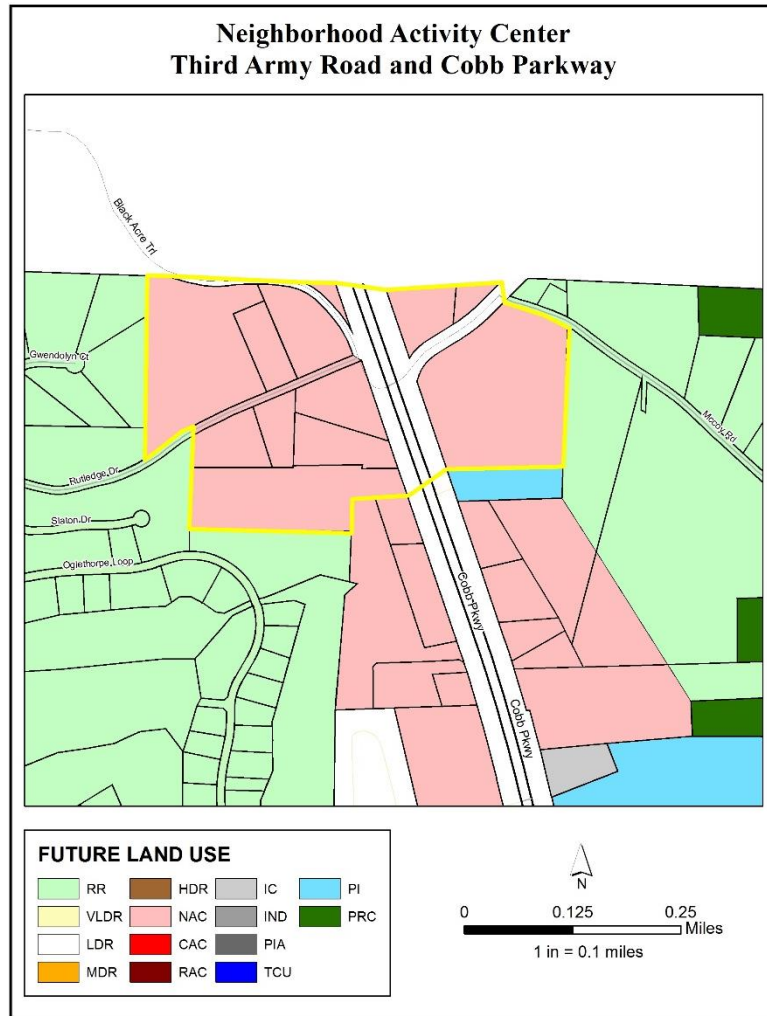 Neighborhood Activity Center
Third Army Road and Cobb Parkway
Black Acre Trl
Gwendolyn Ct
Mccoy Rd
Rutledge Dr
Slaton Dr
Oglethorpe Loop
Cobb Pkwy
Cobb Pkwy
FUTURE LAND USE
RR HDR IC PI
VLDR NAC IND PRC
LDR CAC PIA
MDR RAC TCU
N
0 0.125 0.25
Miles
1 in = 0.1 miles